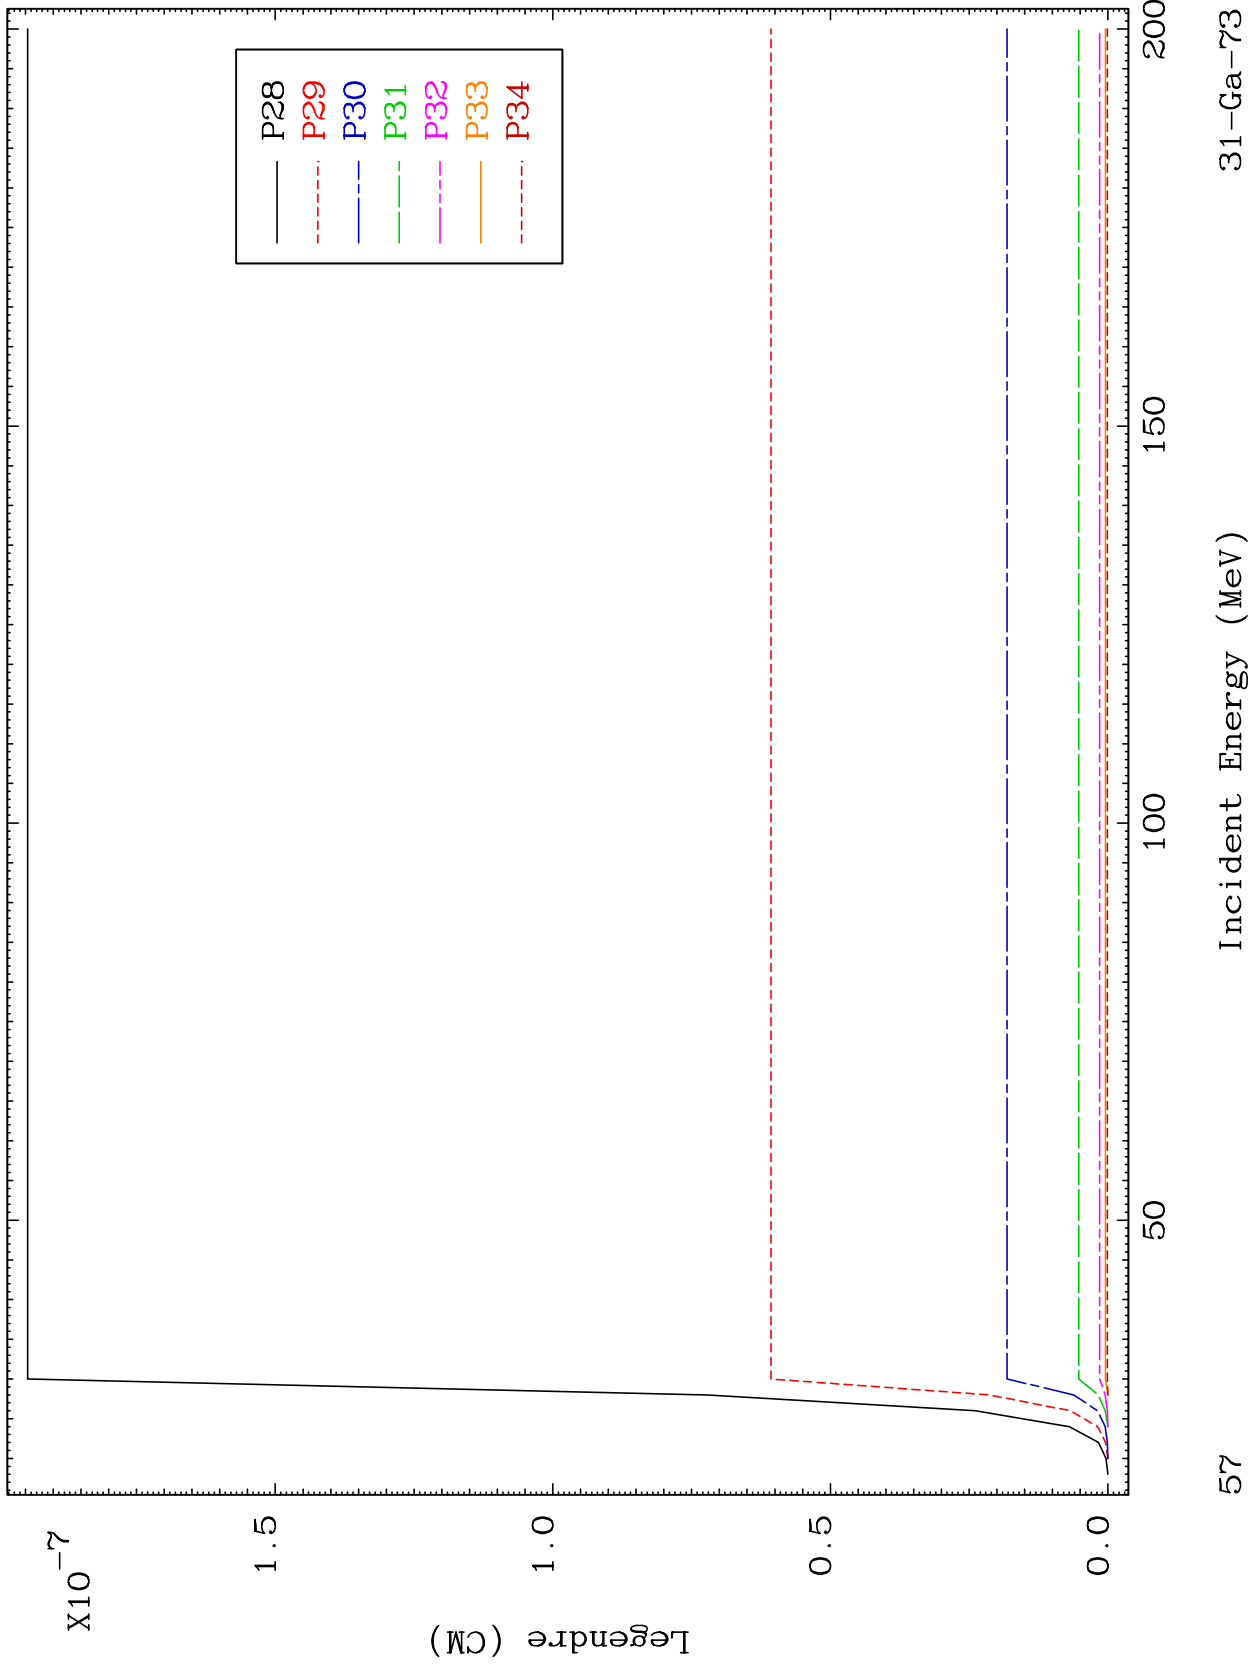 X10-7
1.5
1.0
0.5
0.0
Legendre (CM)
P28
P29
P30
P31
P32
P33
P34
50
100
150
200
Incident Energy (MeV)
57
31-Ga-73